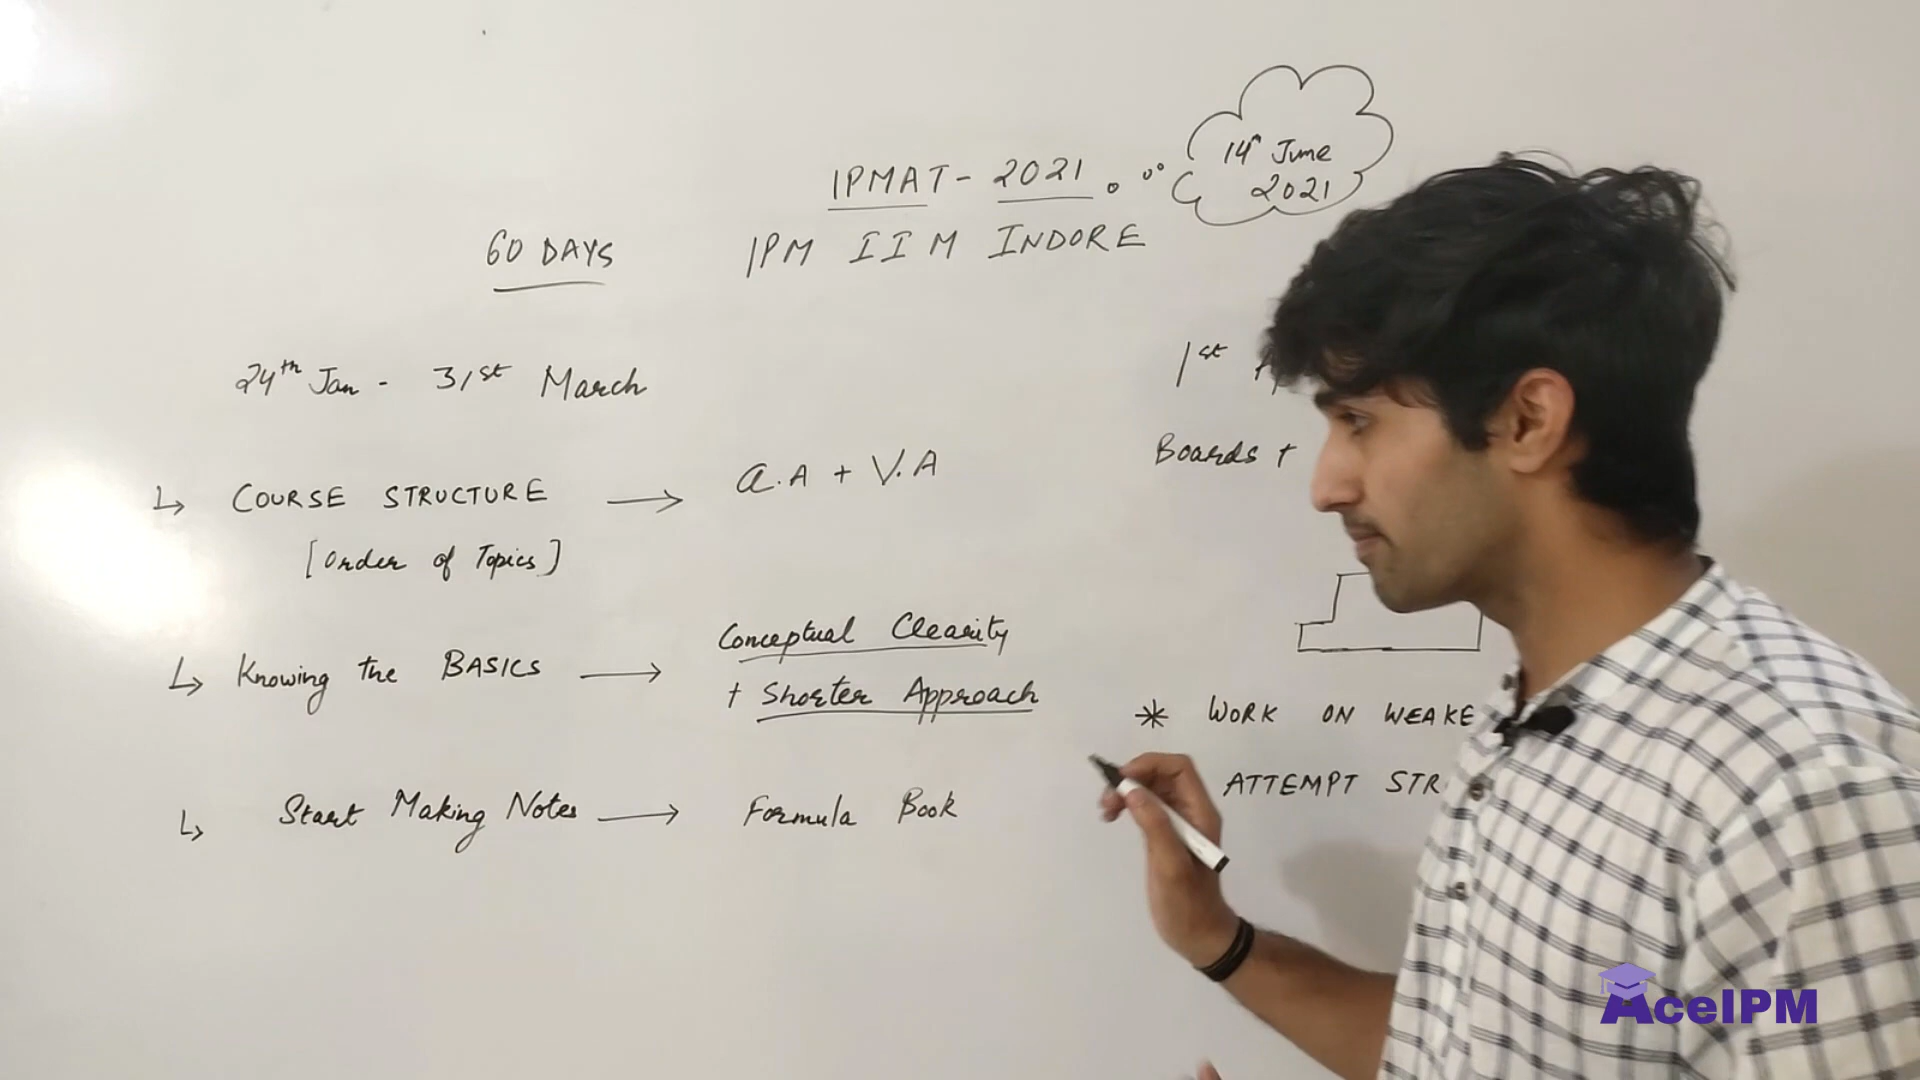 IPMAT - 2021
14th June
2021
60 DAYS
IPM IIM INDORE
24th Jan - 31st March
COURSE STRUCTURE → Q.A + V.A
[Order of Topics]
Knowing the BASICS → Conceptual Clearity
+ Shorter Approach
Start Making Notes → Formula Book
1st
Boards +
* WORK ON WEAKE
ATTEMPT STR
AceIPM